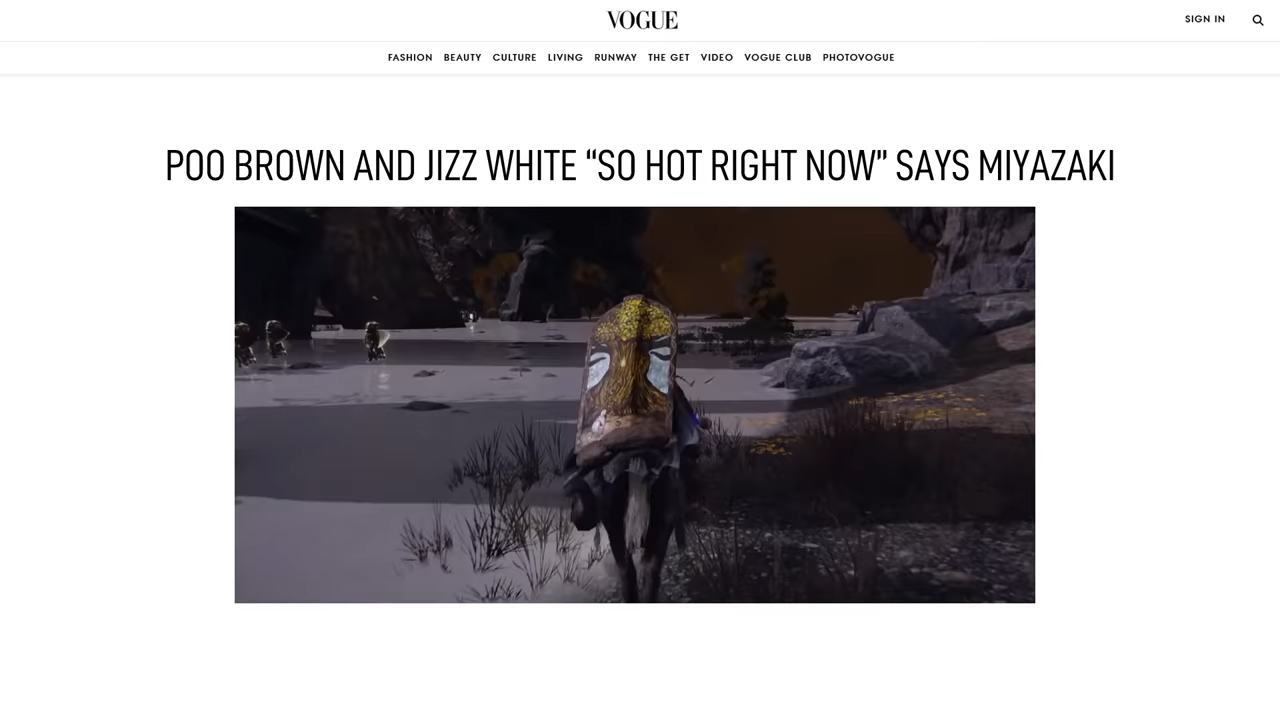 VOGUE
SIGN IN
FASHION BEAUTY CULTURE LIVING RUNWAY THE GET VIDEO VOGUE CLUB PHOTOVOGUE
POO BROWN AND JIZZ WHITE “SO HOT RIGHT NOW” SAYS MIYAZAKI